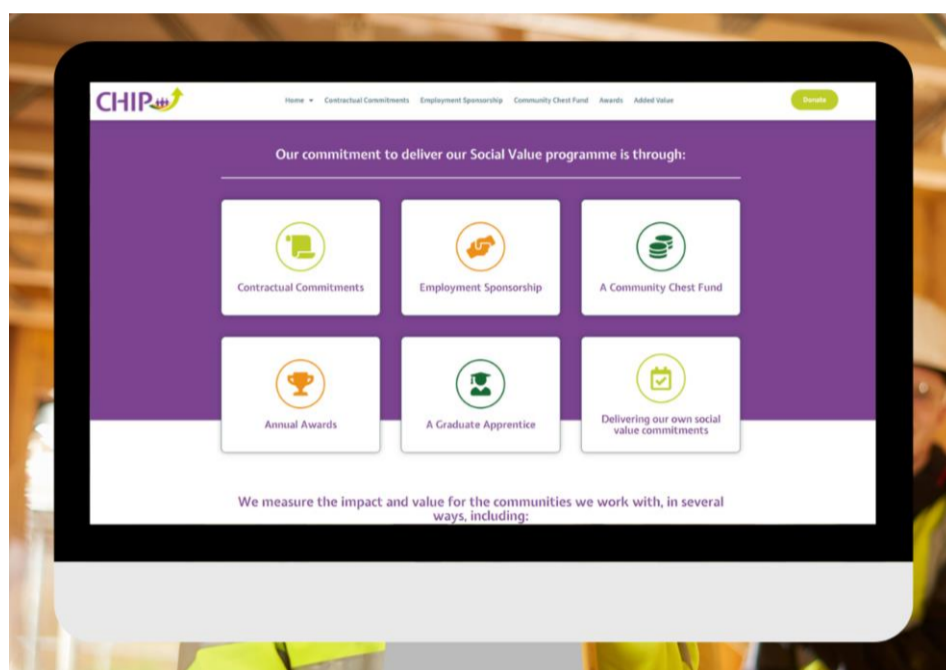 CHIP
Home Contractual Commitments Employment Sponsorship Community Chest Fund Awards Added Value
Donate
Our commitment to deliver our Social Value programme is through:
Contractual Commitments
Employment Sponsorship
A Community Chest Fund
Annual Awards
A Graduate Apprentice
Delivering our own social
value commitments
We measure the impact and value for the communities we work with, in several
ways, including: